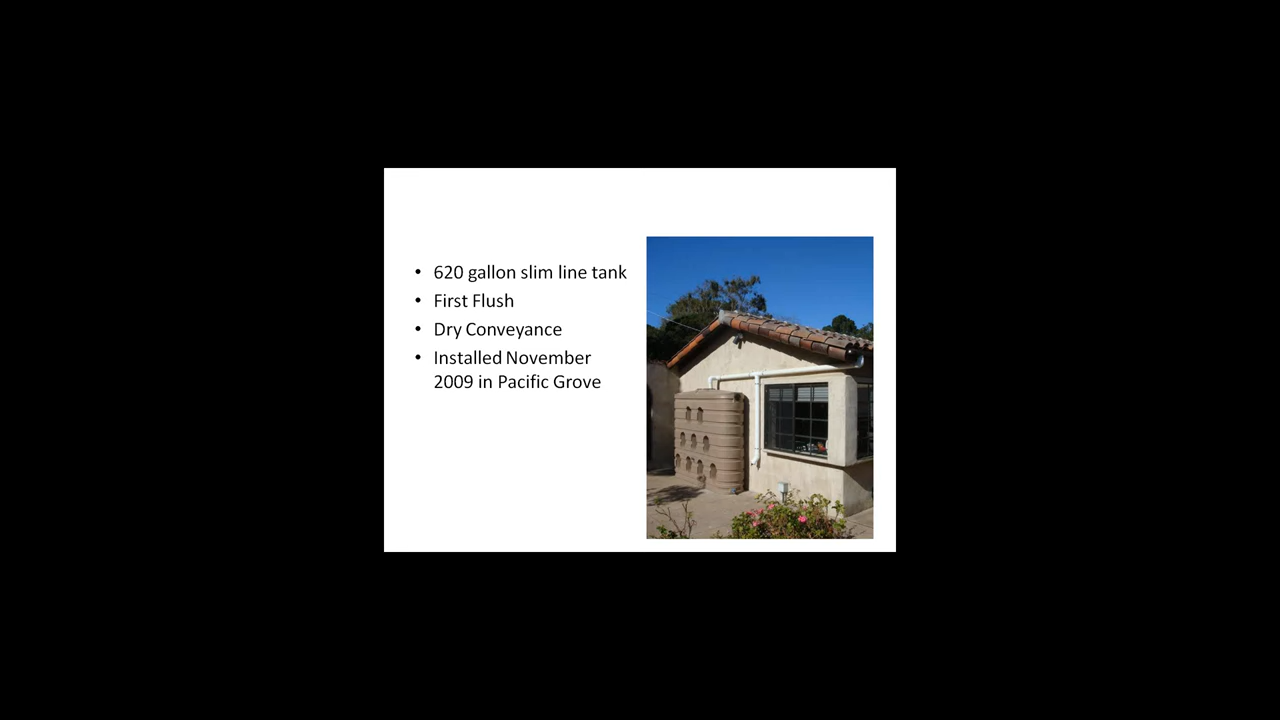 • 620 gallon slim line tank
• First Flush
• Dry Conveyance
• Installed November
2009 in Pacific Grove